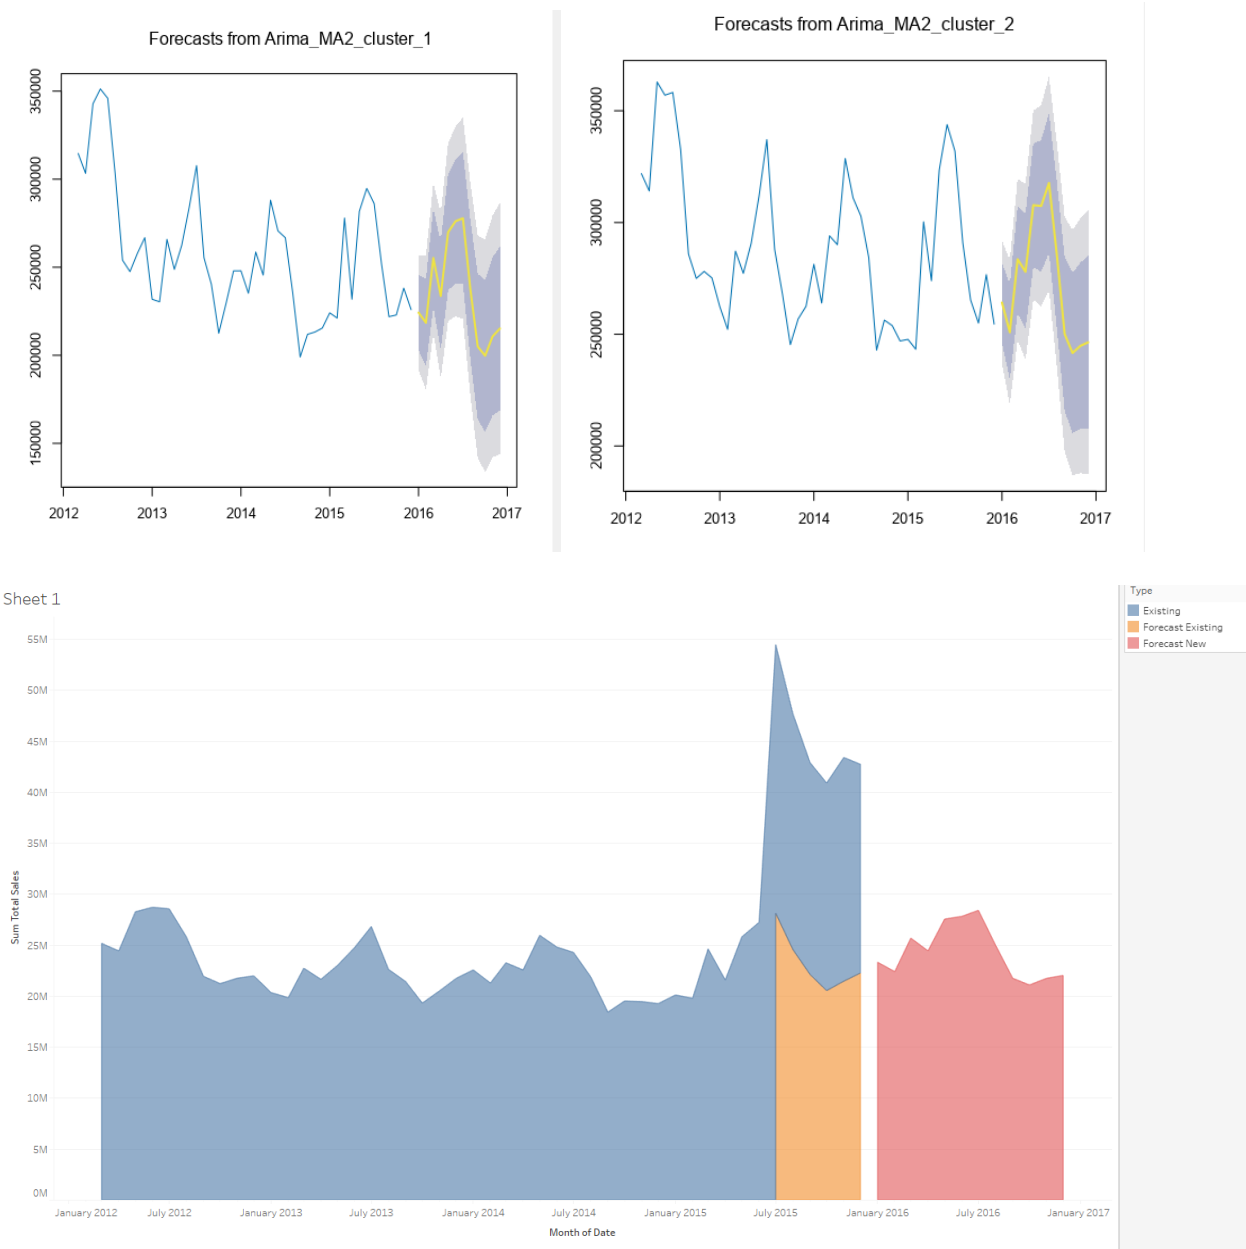 Forecasts from Arima_MA2_cluster_1
350000
300000
250000
200000
150000
2012 2013 2014 2015 2016 2017
Forecasts from Arima_MA2_cluster_2
350000
300000
250000
200000
2012 2013 2014 2015 2016 2017
Sheet 1
Type
Existing
Forecast Existing
Forecast New
Sum Total Sales
55M
50M
45M
40M
35M
30M
25M
20M
15M
10M
5M
0M
January 2012 July 2012 January 2013 July 2013 January 2014 July 2014 January 2015 July 2015 January 2016 July 2016 January 2017
Month of Date